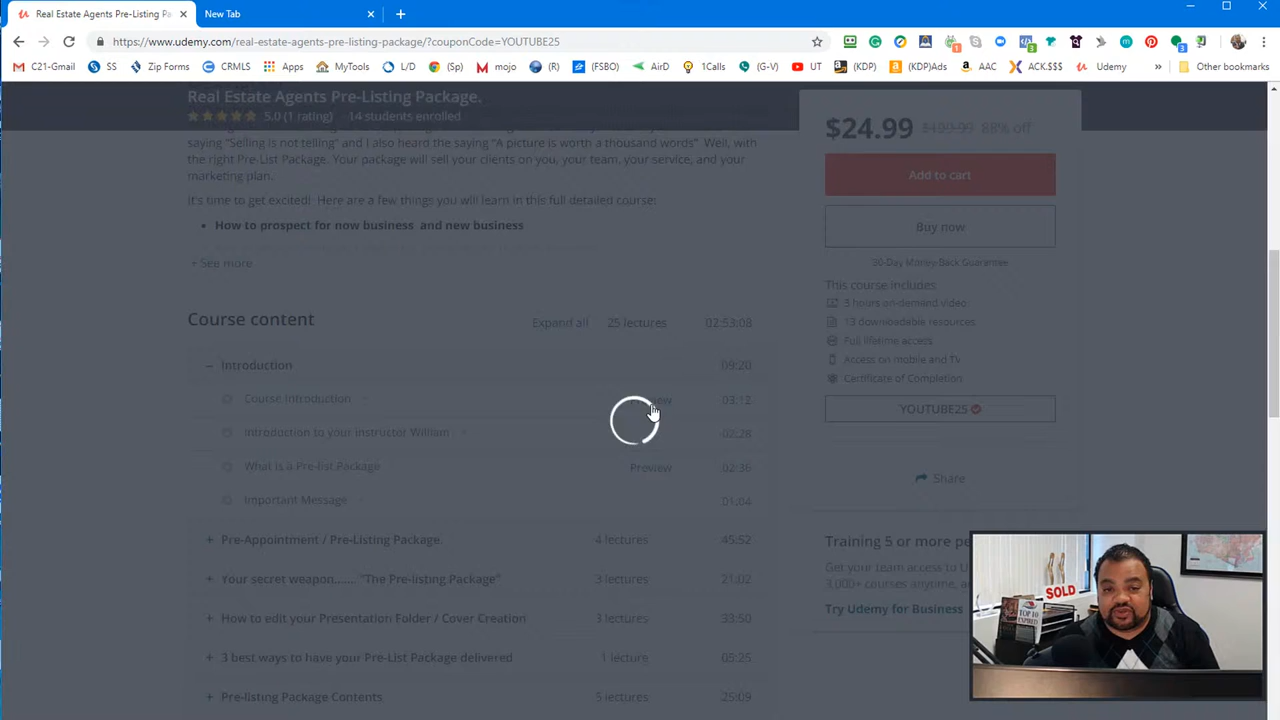 Real Estate Agents Pre-Listing Pa
New Tab
https://www.udemy.com/real-estate-agents-pre-listing-package/?couponCode=YOUTUBE25
C21-Gmail
SS
Zip Forms
CRMLS
Apps
MyTools
L/D
(Sp)
mojo
(R)
(FSBO)
AirD
1Calls
(G-V)
UT
(KDP)
(KDP)Ads
AAC
ACK.$$$
Udemy
»
Other bookmarks
Real Estate Agents Pre-Listing Package.
5.0 (1 rating) 14 students enrolled
saying "Selling is not telling" and I also heard the saying "A picture is worth a thousand words" Well, with
the right Pre-List Package. Your package will sell your clients on you, your team, your service, and your
marketing plan.
It's time to get excited! Here are a few things you will learn in this full detailed course:
• How to prospect for now business and new business
+ See more
Course content
Expand all 25 lectures 02:53:08
– Introduction 09:20
Course Introduction 03:12
Introduction to your instructor William 02:28
What is a Pre-list Package Preview 02:36
Important Message 01:04
+ Pre-Appointment / Pre-Listing Package. 4 lectures 45:52
+ Your secret weapon....... "The Pre-listing Package" 3 lectures 21:02
+ How to edit your Presentation Folder / Cover Creation 3 lectures 33:50
+ 3 best ways to have your Pre-List Package delivered 1 lecture 05:25
+ Pre-listing Package Contents 5 lectures 25:09
$24.99 $199.99 88% off
Add to cart
Buy now
30-Day Money-Back Guarantee
This course includes
3 hours on-demand video
13 downloadable resources
Full lifetime access
Access on mobile and TV
Certificate of Completion
YOUTUBE25
Share
Training 5 or more pe
Get your team access to U
3,000+ courses anytime, a
Try Udemy for Business
SOLD
TOP 10
EXPIRED